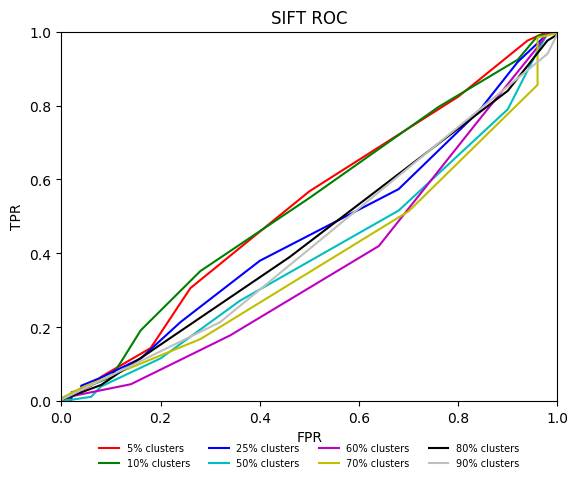 SIFT ROC
TPR
1.0
0.8
0.6
0.4
0.2
0.0
0.0 0.2 0.4 0.6 0.8 1.0
FPR
5% clusters 25% clusters 60% clusters 80% clusters
10% clusters 50% clusters 70% clusters 90% clusters